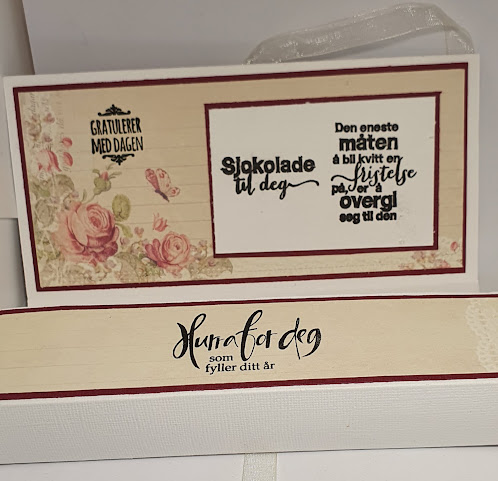 GRATULERER
MED DAGEN
Sjokolade
til deg
Den eneste
måten
å bli kvitt en
fristelse
på, er å
overgi
seg til den
Hurra for deg
som
fyller ditt år